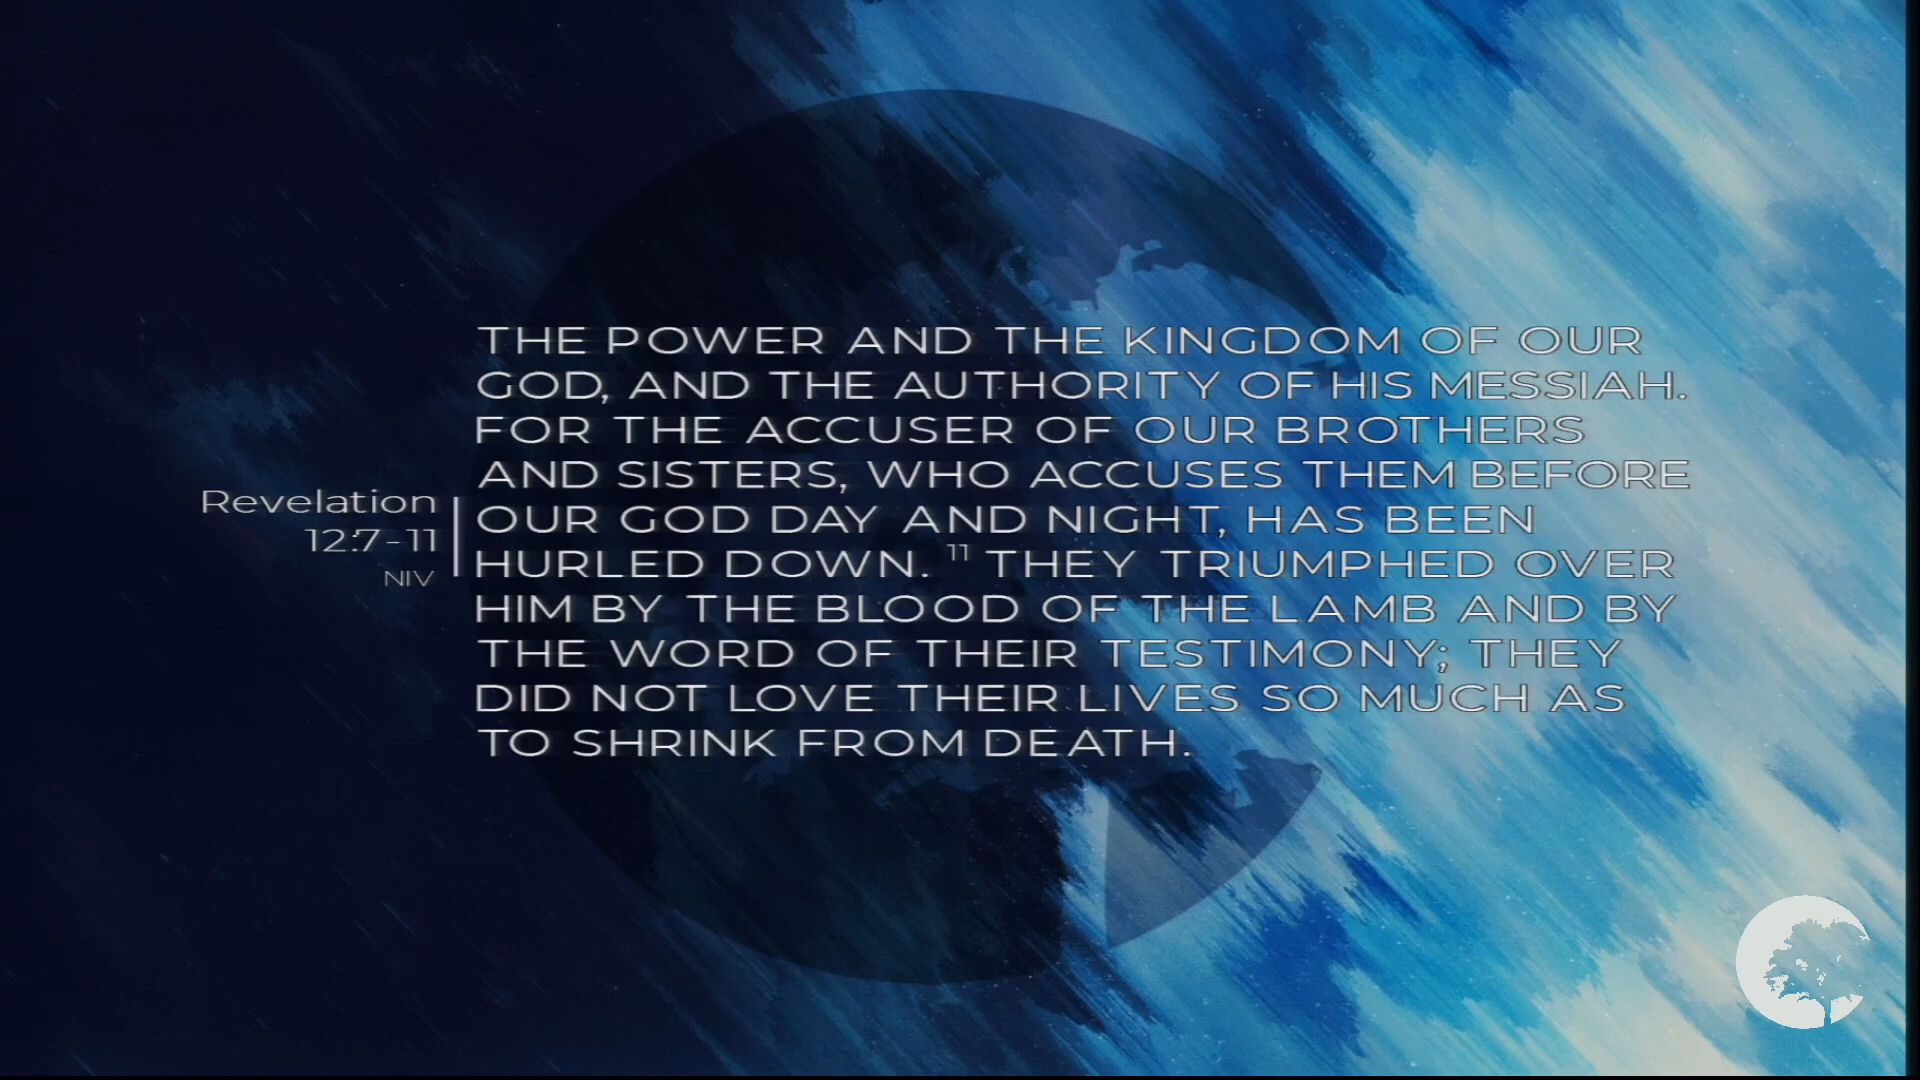 Revelation
12:7-11
NIV
THE POWER AND THE KINGDOM OF OUR
GOD, AND THE AUTHORITY OF HIS MESSIAH.
FOR THE ACCUSER OF OUR BROTHERS
AND SISTERS, WHO ACCUSES THEM BEFORE
OUR GOD DAY AND NIGHT, HAS BEEN
HURLED DOWN. 11 THEY TRIUMPHED OVER
HIM BY THE BLOOD OF THE LAMB AND BY
THE WORD OF THEIR TESTIMONY; THEY
DID NOT LOVE THEIR LIVES SO MUCH AS
TO SHRINK FROM DEATH.